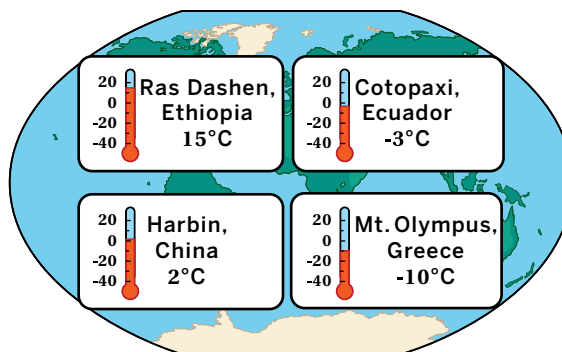 20
0
-20
-40
Ras Dashen,
Ethiopia
15°C
20
0
-20
-40
Cotopaxi,
Ecuador
-3°C
20
0
-20
-40
Harbin,
China
2°C
20
0
-20
-40
Mt. Olympus,
Greece
-10°C